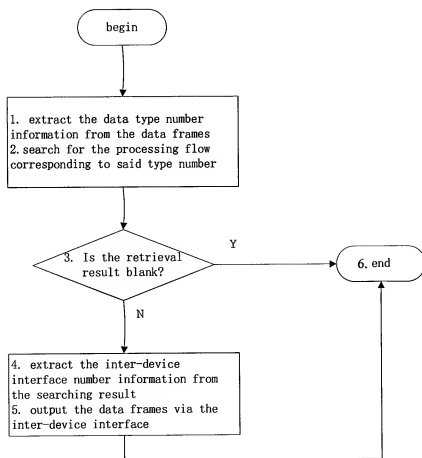 begin
1. extract the data type number
information from the data frames
2. search for the processing flow
corresponding to said type number
3. Is the retrieval
result blank?
Y
6. end
N
4. extract the inter-device
interface number information from
the searching result
5. output the data frames via the
inter-device interface